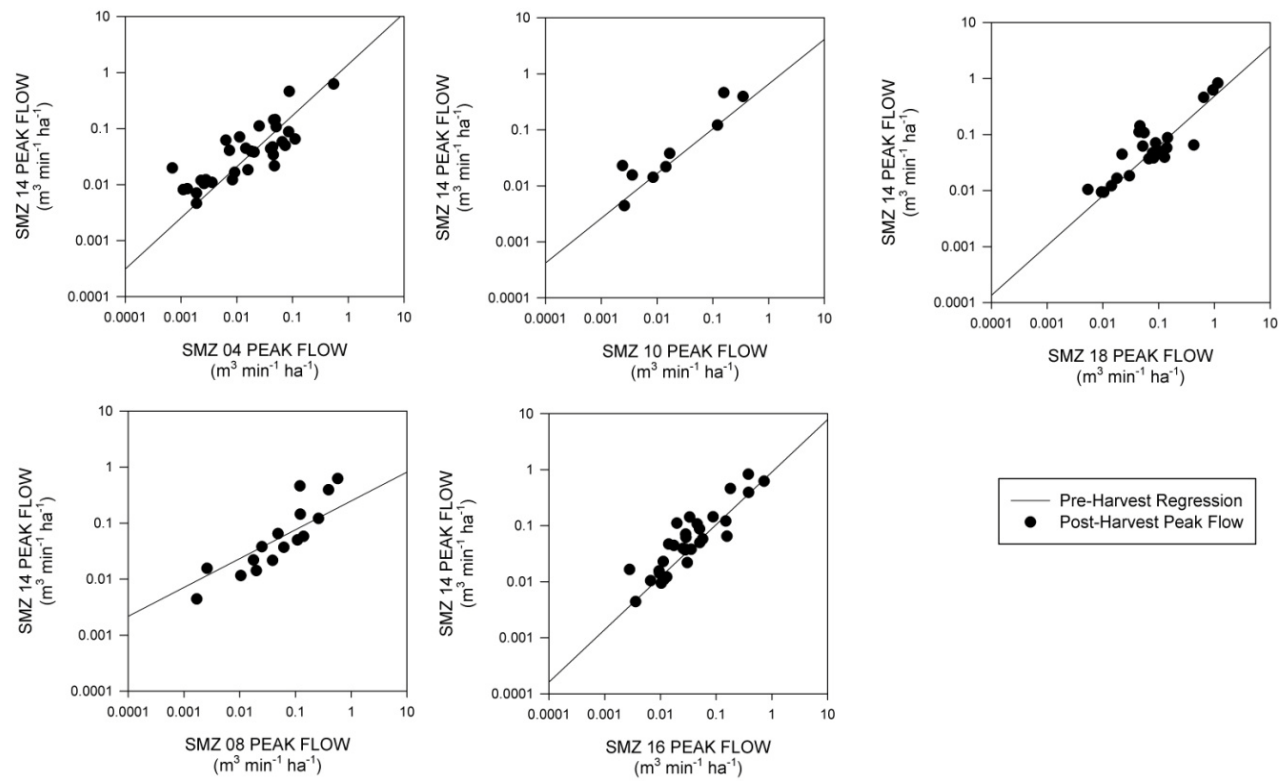 10
1
0.1
0.01
0.001
0.0001
SMZ 14 PEAK FLOW
(m³ min⁻¹ ha⁻¹)
0.0001 0.001 0.01 0.1 1 10
SMZ 04 PEAK FLOW
(m³ min⁻¹ ha⁻¹)
10
1
0.1
0.01
0.001
0.0001
SMZ 14 PEAK FLOW
(m³ min⁻¹ ha⁻¹)
0.0001 0.001 0.01 0.1 1 10
SMZ 10 PEAK FLOW
(m³ min⁻¹ ha⁻¹)
10
1
0.1
0.01
0.001
0.0001
SMZ 14 PEAK FLOW
(m³ min⁻¹ ha⁻¹)
0.0001 0.001 0.01 0.1 1 10
SMZ 18 PEAK FLOW
(m³ min⁻¹ ha⁻¹)
10
1
0.1
0.01
0.001
0.0001
SMZ 14 PEAK FLOW
(m³ min⁻¹ ha⁻¹)
0.0001 0.001 0.01 0.1 1 10
SMZ 08 PEAK FLOW
(m³ min⁻¹ ha⁻¹)
10
1
0.1
0.01
0.001
0.0001
SMZ 14 PEAK FLOW
(m³ min⁻¹ ha⁻¹)
0.0001 0.001 0.01 0.1 1 10
SMZ 16 PEAK FLOW
(m³ min⁻¹ ha⁻¹)
Pre-Harvest Regression
Post-Harvest Peak Flow